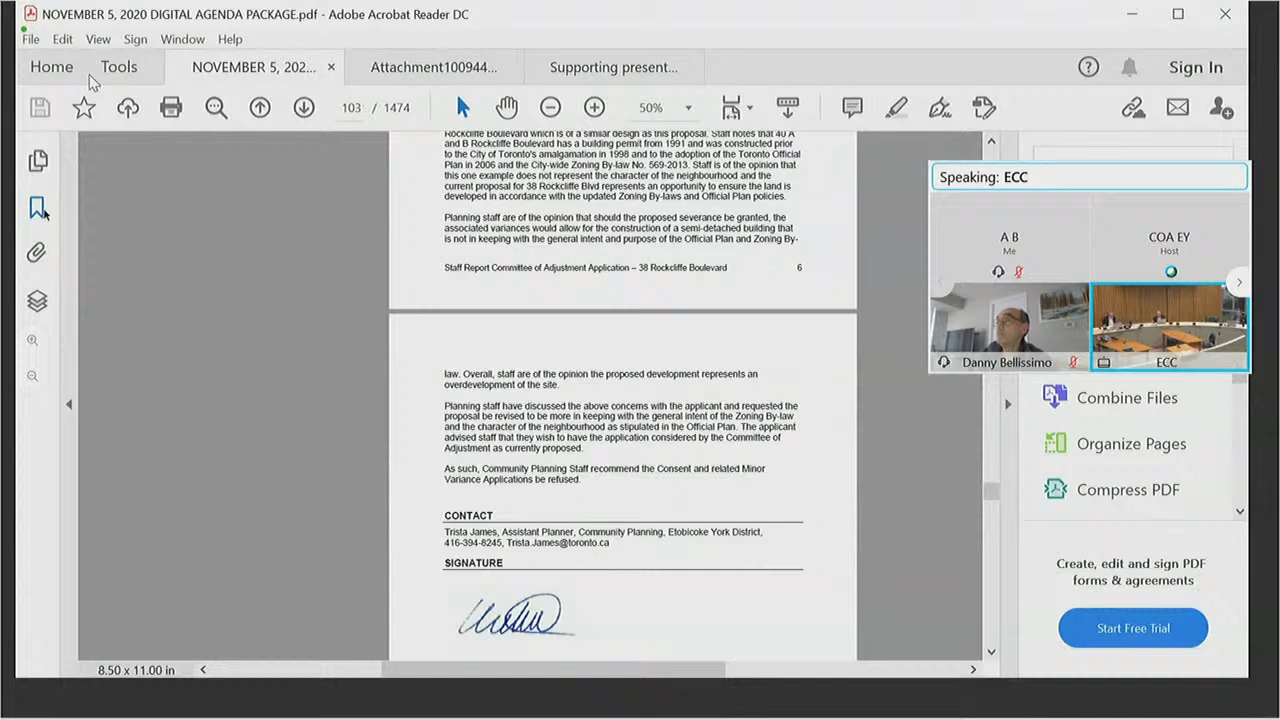 NOVEMBER 5, 2020 DIGITAL AGENDA PACKAGE.pdf - Adobe Acrobat Reader DC
File Edit View Sign Window Help
Home Tools NOVEMBER 5, 202... × Attachment100944... Supporting present... Sign In
103 / 1474 50%
Rockcliffe Boulevard which is of a similar design as this proposal. Staff notes that 40 A
and B Rockcliffe Boulevard has a building permit from 1991 and was constructed prior
to the City of Toronto's amalgamation in 1998 and to the adoption of the Toronto Official
Plan in 2006 and the City-wide Zoning By-law No. 569-2013. Staff is of the opinion that
this one example does not represent the character of the neighbourhood and the
current proposal for 38 Rockcliffe Blvd represents an opportunity to ensure the land is
developed in accordance with the updated Zoning By-laws and Official Plan policies.
Planning staff are of the opinion that should the proposed severance be granted, the
associated variances would allow for the construction of a semi-detached building that
is not in keeping with the general intent and purpose of the Official Plan and Zoning By-
Staff Report Committee of Adjustment Application – 38 Rockcliffe Boulevard 6
law. Overall, staff are of the opinion the proposed development represents an
overdevelopment of the site.
Planning staff have discussed the above concerns with the applicant and requested the
proposal be revised to be more in keeping with the general intent of the Zoning By-law
and the character of the neighbourhood as stipulated in the Official Plan. The applicant
advised staff that they wish to have the application considered by the Committee of
Adjustment as currently proposed.
As such, Community Planning Staff recommend the Consent and related Minor
Variance Applications be refused.
CONTACT
Trista James, Assistant Planner, Community Planning, Etobicoke York District,
416-394-8245, Trista.James@toronto.ca
SIGNATURE
8.50 x 11.00 in
Speaking: ECC
A B
Me
COA EY
Host
Danny Bellissimo
ECC
Combine Files
Organize Pages
Compress PDF
Create, edit and sign PDF
forms & agreements
Start Free Trial